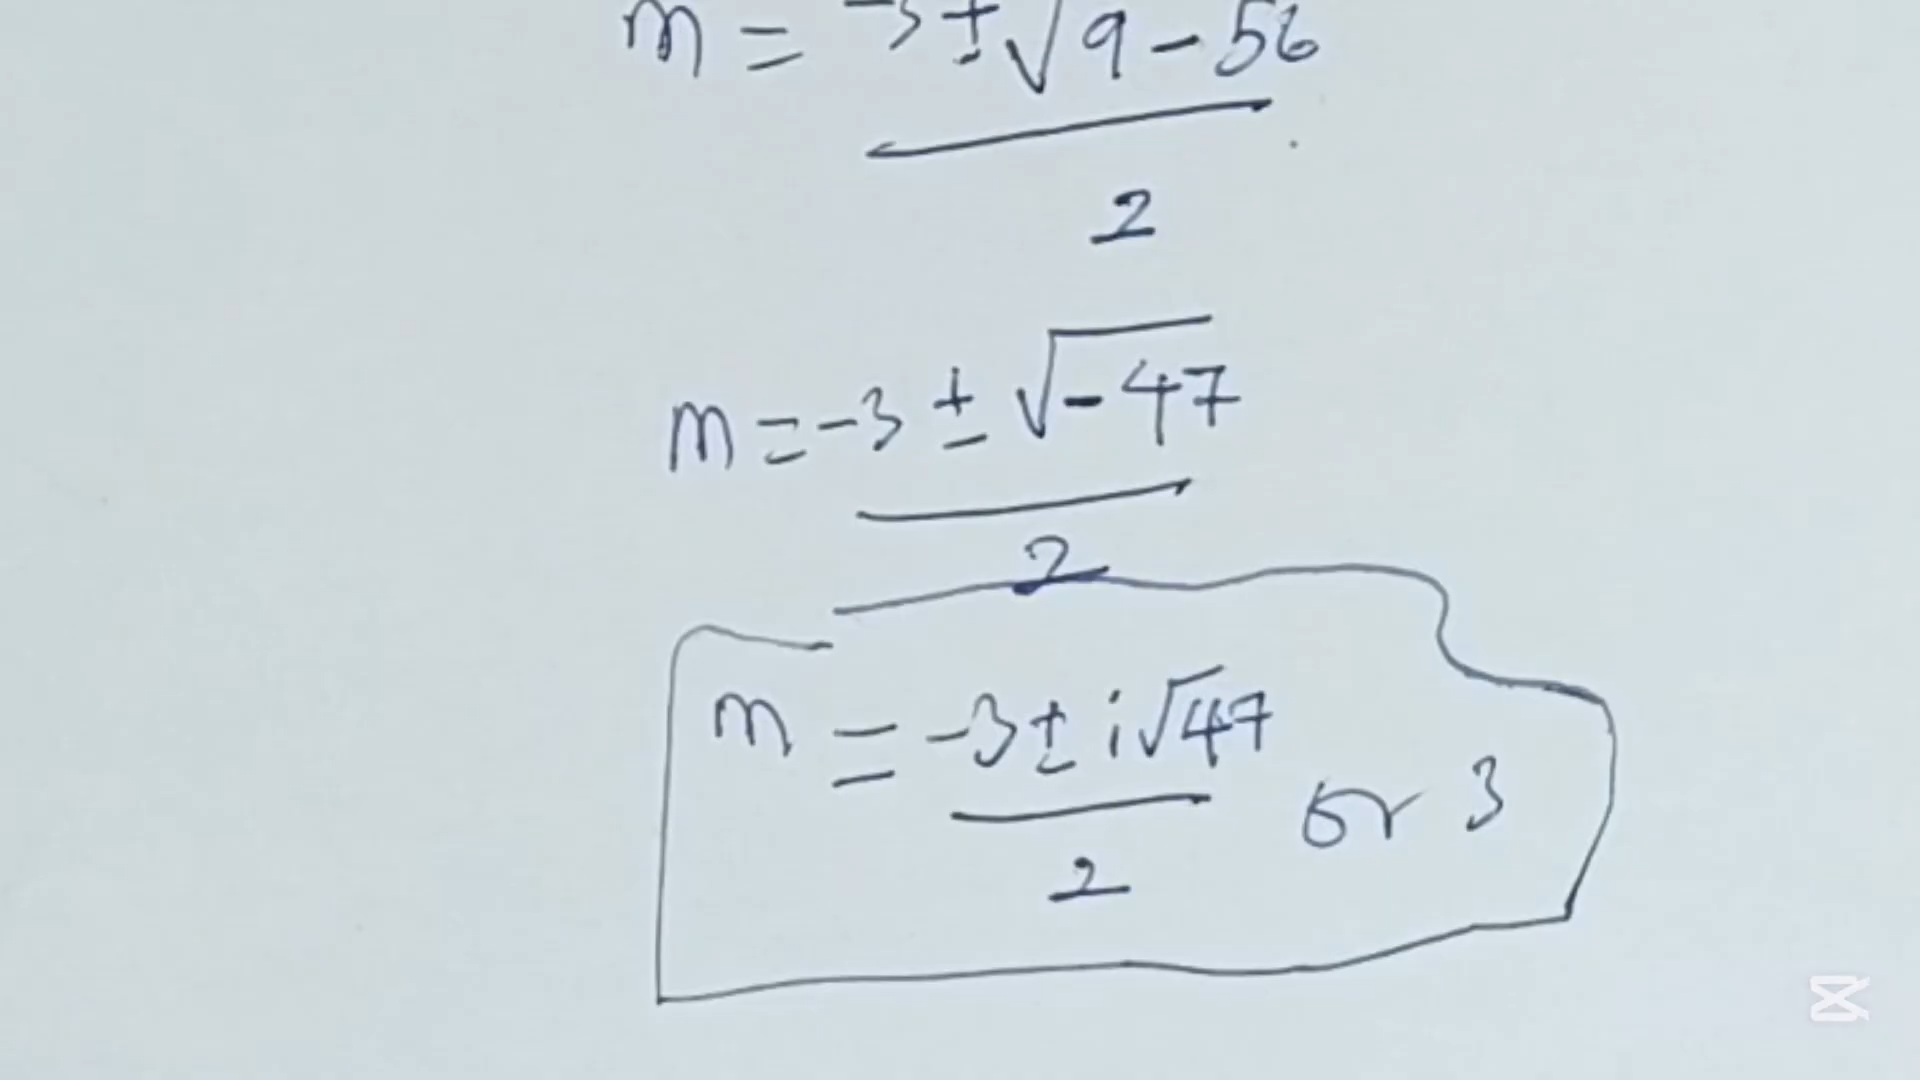 m = -3 ± √9 - 56
2
m = -3 ± √-47
2
m = -3 ± i√47 or 3
2